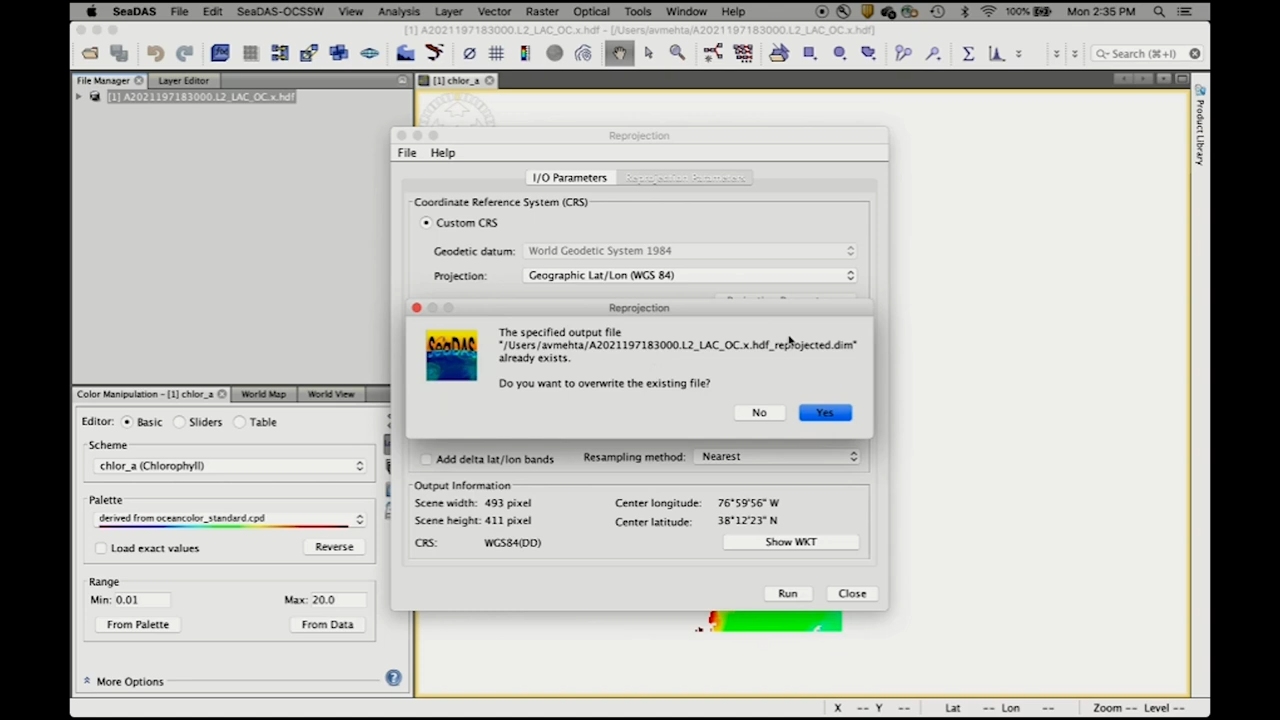 SeaDAS File Edit SeaDAS-OCSSW View Analysis Layer Vector Raster Optical Tools Window Help 100% Mon 2:35 PM
[1] A2021197183000.L2_LAC_OC.x.hdf - [/Users/avmehta/A2021197183000.L2_LAC_OC.x.hdf]
Search (⌘+I)
File Manager Layer Editor
[1] chlor_a
[1] A2021197183000.L2_LAC_OC.x.hdf
Product Library
Reprojection
File Help
I/O Parameters Reprojection Parameters
Coordinate Reference System (CRS)
Custom CRS
Geodetic datum: World Geodetic System 1984
Projection: Geographic Lat/Lon (WGS 84)
Reprojection
The specified output file
"/Users/avmehta/A2021197183000.L2_LAC_OC.x.hdf_reprojected.dim"
already exists.
Do you want to overwrite the existing file?
No Yes
Add delta lat/lon bands Resampling method: Nearest
Output Information
Scene width: 493 pixel Center longitude: 76°59'56" W
Scene height: 411 pixel Center latitude: 38°12'23" N
CRS: WGS84(DD) Show WKT
Run Close
Color Manipulation - [1] chlor_a World Map World View
Editor: Basic Sliders Table
Scheme
chlor_a (Chlorophyll)
Palette
derived from oceancolor_standard.cpd
Load exact values Reverse
Range
Min: 0.01 Max: 20.0
From Palette From Data
More Options
X -- Y -- Lat -- Lon -- Zoom -- Level --